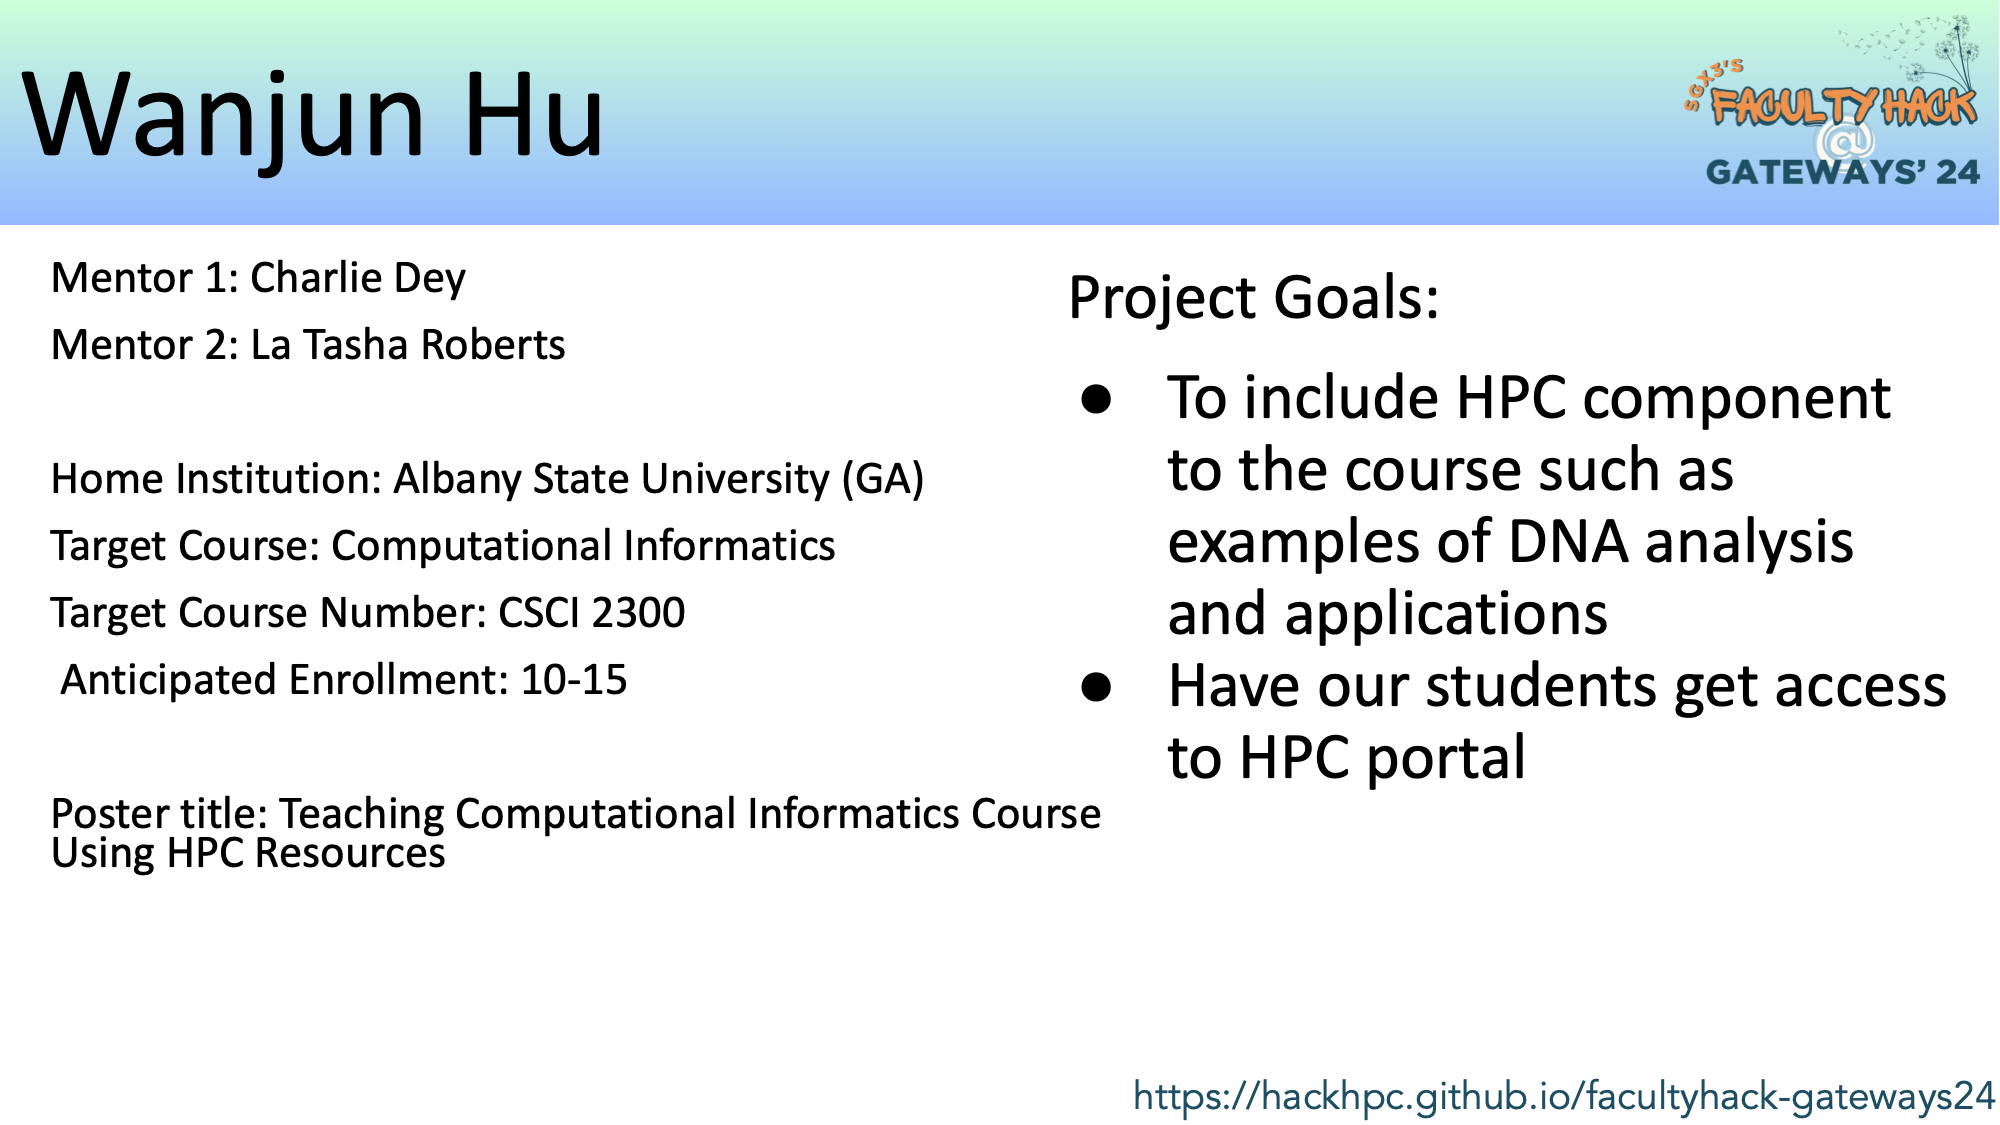 Wanjun Hu
SGX3'S
FACULTY HACK
@
GATEWAYS' 24
Mentor 1: Charlie Dey
Mentor 2: La Tasha Roberts
Home Institution: Albany State University (GA)
Target Course: Computational Informatics
Target Course Number: CSCI 2300
Anticipated Enrollment: 10-15
Poster title: Teaching Computational Informatics Course
Using HPC Resources
Project Goals:
● To include HPC component
to the course such as
examples of DNA analysis
and applications
● Have our students get access
to HPC portal
https://hackhpc.github.io/facultyhack-gateways24